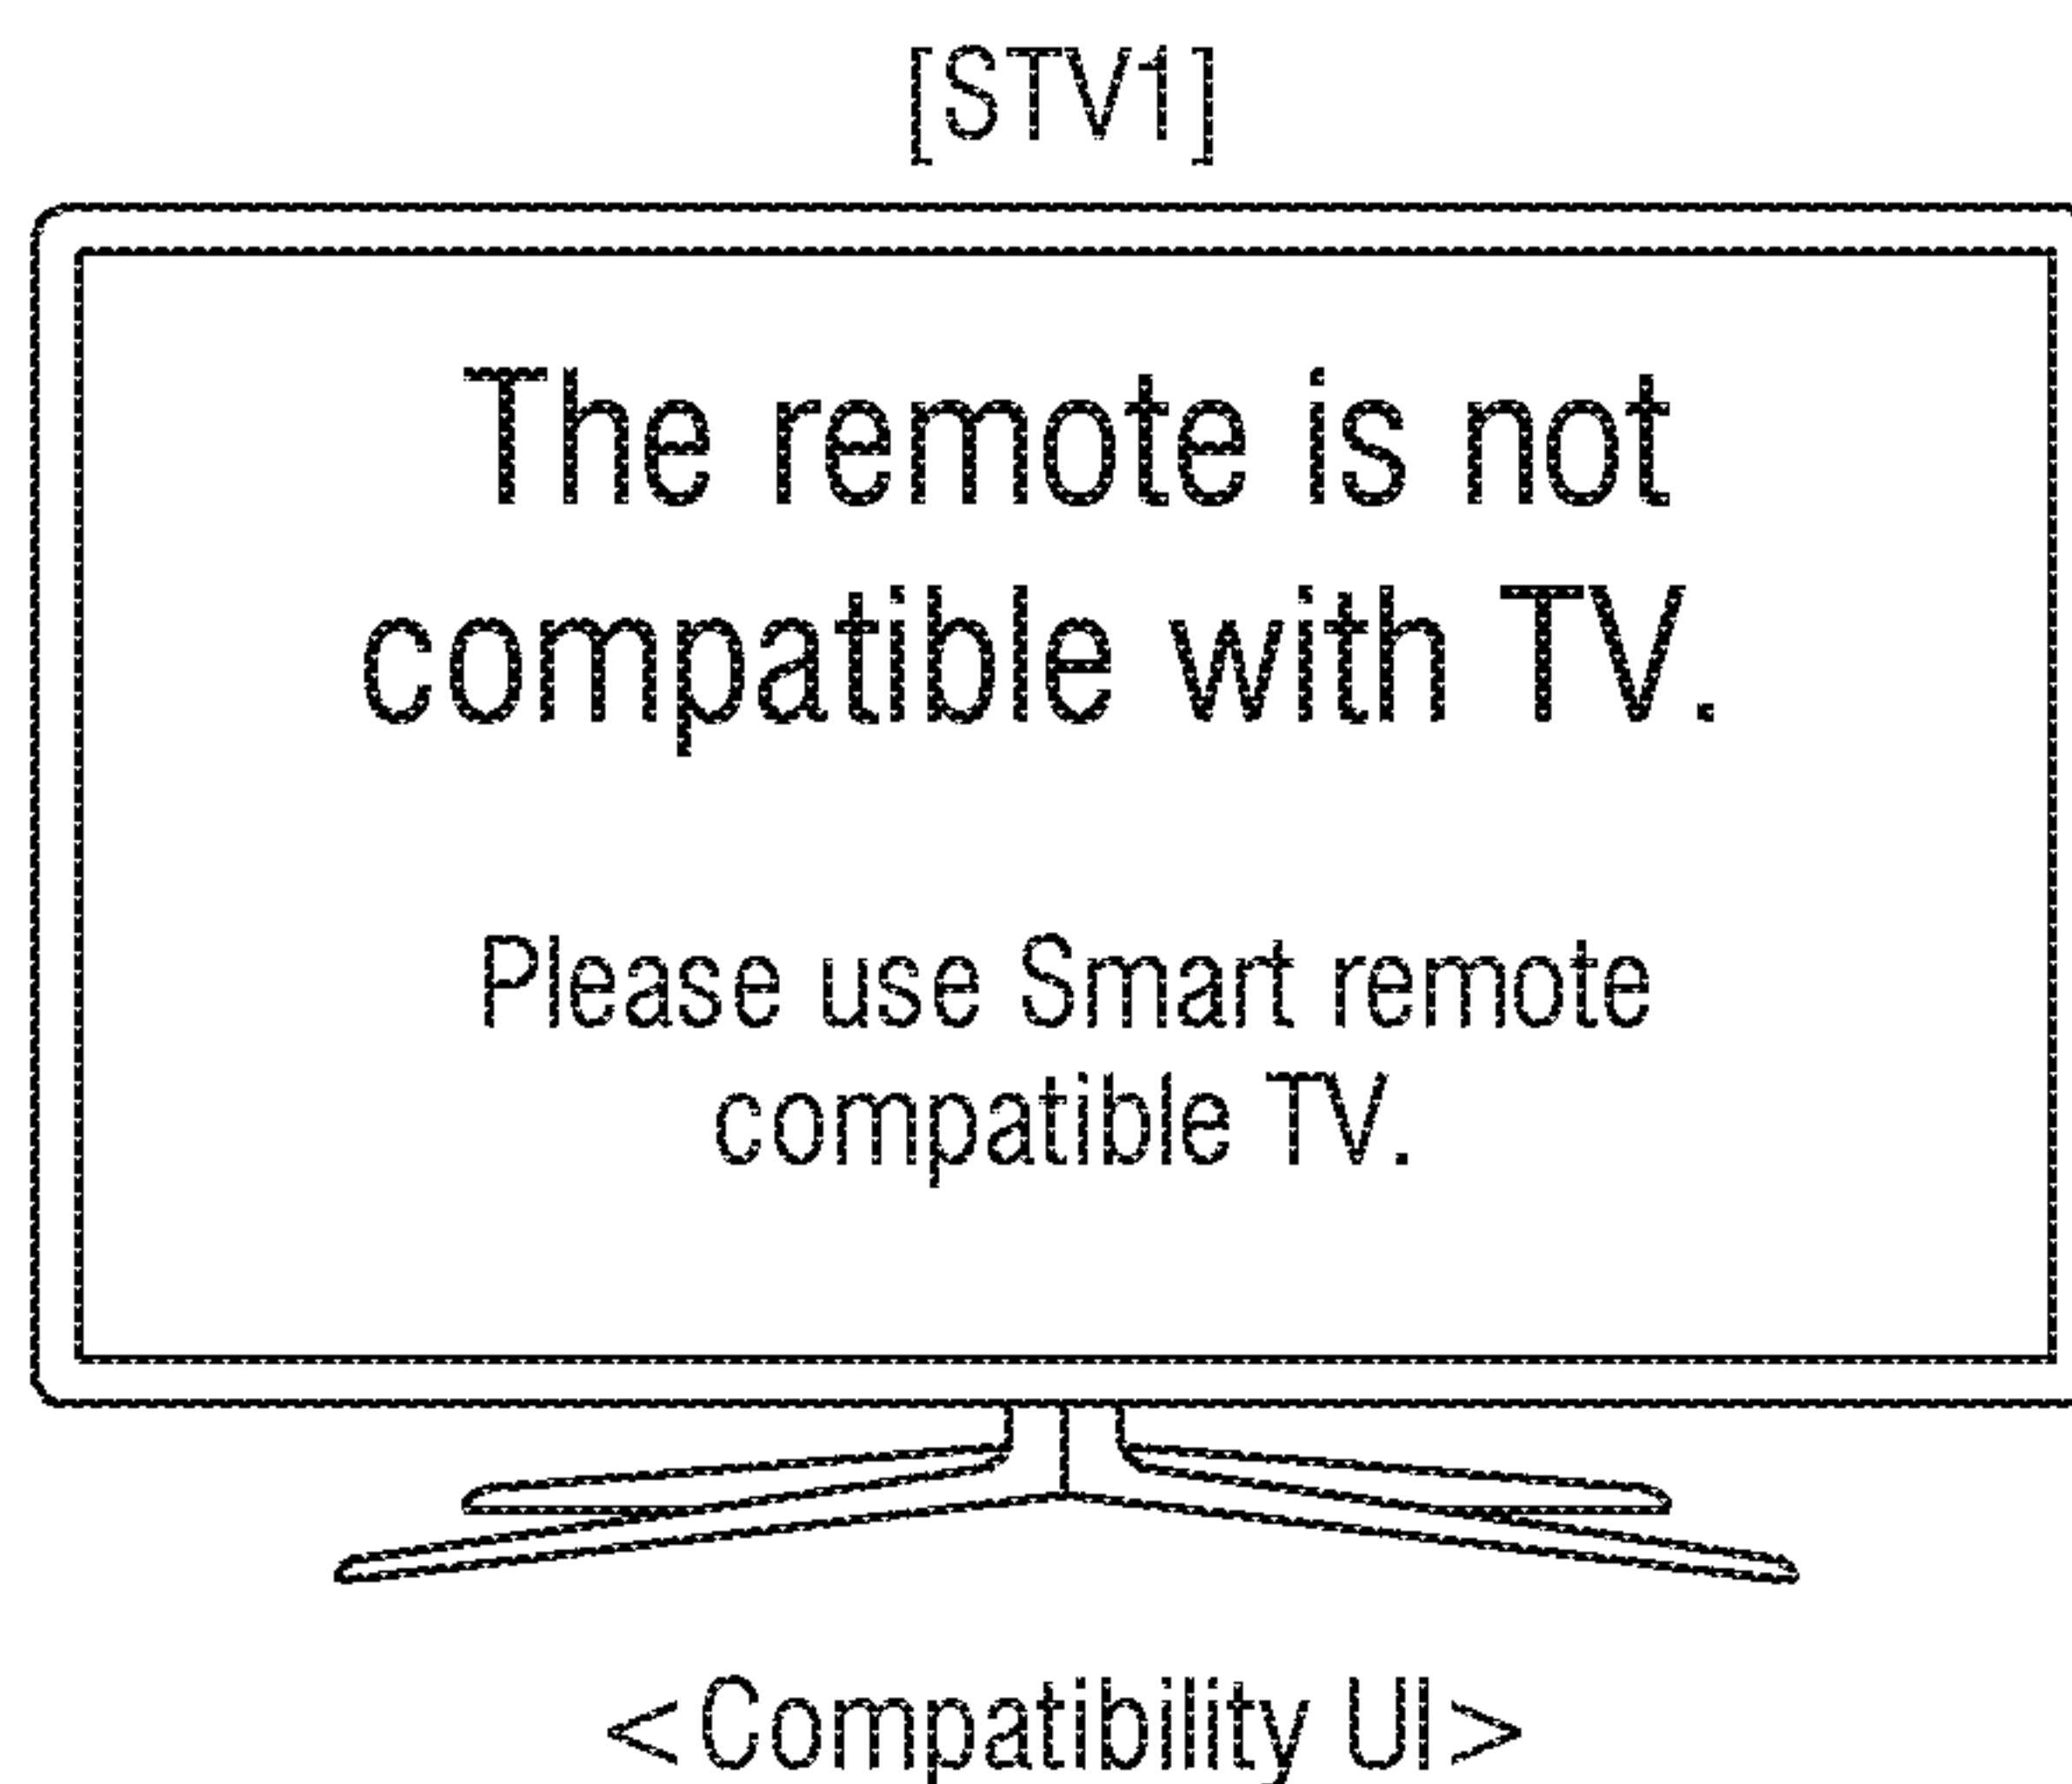 [STV1]
The remote is not
compatible with TV.
Please use Smart remote
compatible TV.
<Compatibility UI>